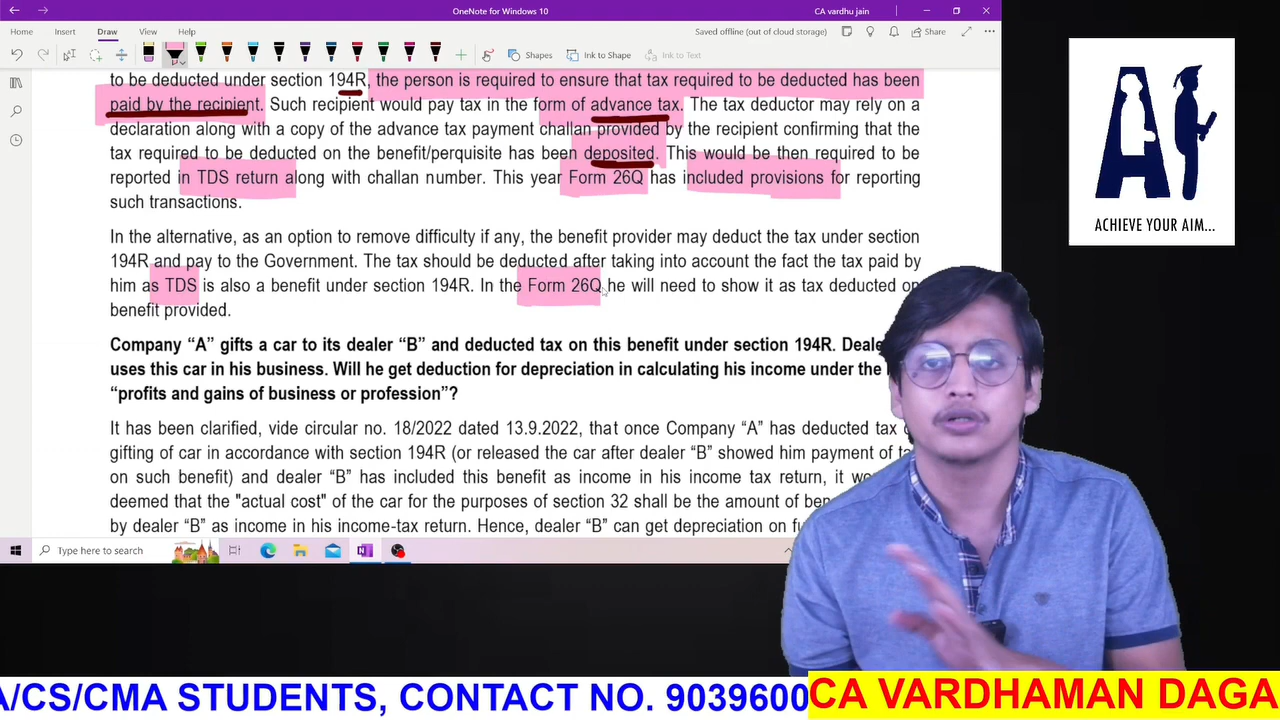 OneNote for Windows 10
CA vardhu jain
Home Insert Draw View Help
Saved offline (out of cloud storage)
Share
Shapes
Ink to Shape
Ink to Text
to be deducted under section 194R, the person is required to ensure that tax required to be deducted has been
paid by the recipient. Such recipient would pay tax in the form of advance tax. The tax deductor may rely on a
declaration along with a copy of the advance tax payment challan provided by the recipient confirming that the
tax required to be deducted on the benefit/perquisite has been deposited. This would be then required to be
reported in TDS return along with challan number. This year Form 26Q has included provisions for reporting
such transactions.
In the alternative, as an option to remove difficulty if any, the benefit provider may deduct the tax under section
194R and pay to the Government. The tax should be deducted after taking into account the fact the tax paid by
him as TDS is also a benefit under section 194R. In the Form 26Q he will need to show it as tax deducted on
benefit provided.
Company “A” gifts a car to its dealer “B” and deducted tax on this benefit under section 194R. Deale
uses this car in his business. Will he get deduction for depreciation in calculating his income under the
“profits and gains of business or profession”?
It has been clarified, vide circular no. 18/2022 dated 13.9.2022, that once Company “A” has deducted tax
gifting of car in accordance with section 194R (or released the car after dealer “B” showed him payment of ta
on such benefit) and dealer “B” has included this benefit as income in his income tax return, it wo
deemed that the "actual cost" of the car for the purposes of section 32 shall be the amount of ben
by dealer “B” as income in his income-tax return. Hence, dealer “B” can get depreciation on fu
Type here to search
ACHIEVE YOUR AIM...
A/CS/CMA STUDENTS, CONTACT NO. 9039600
CA VARDHAMAN DAGA